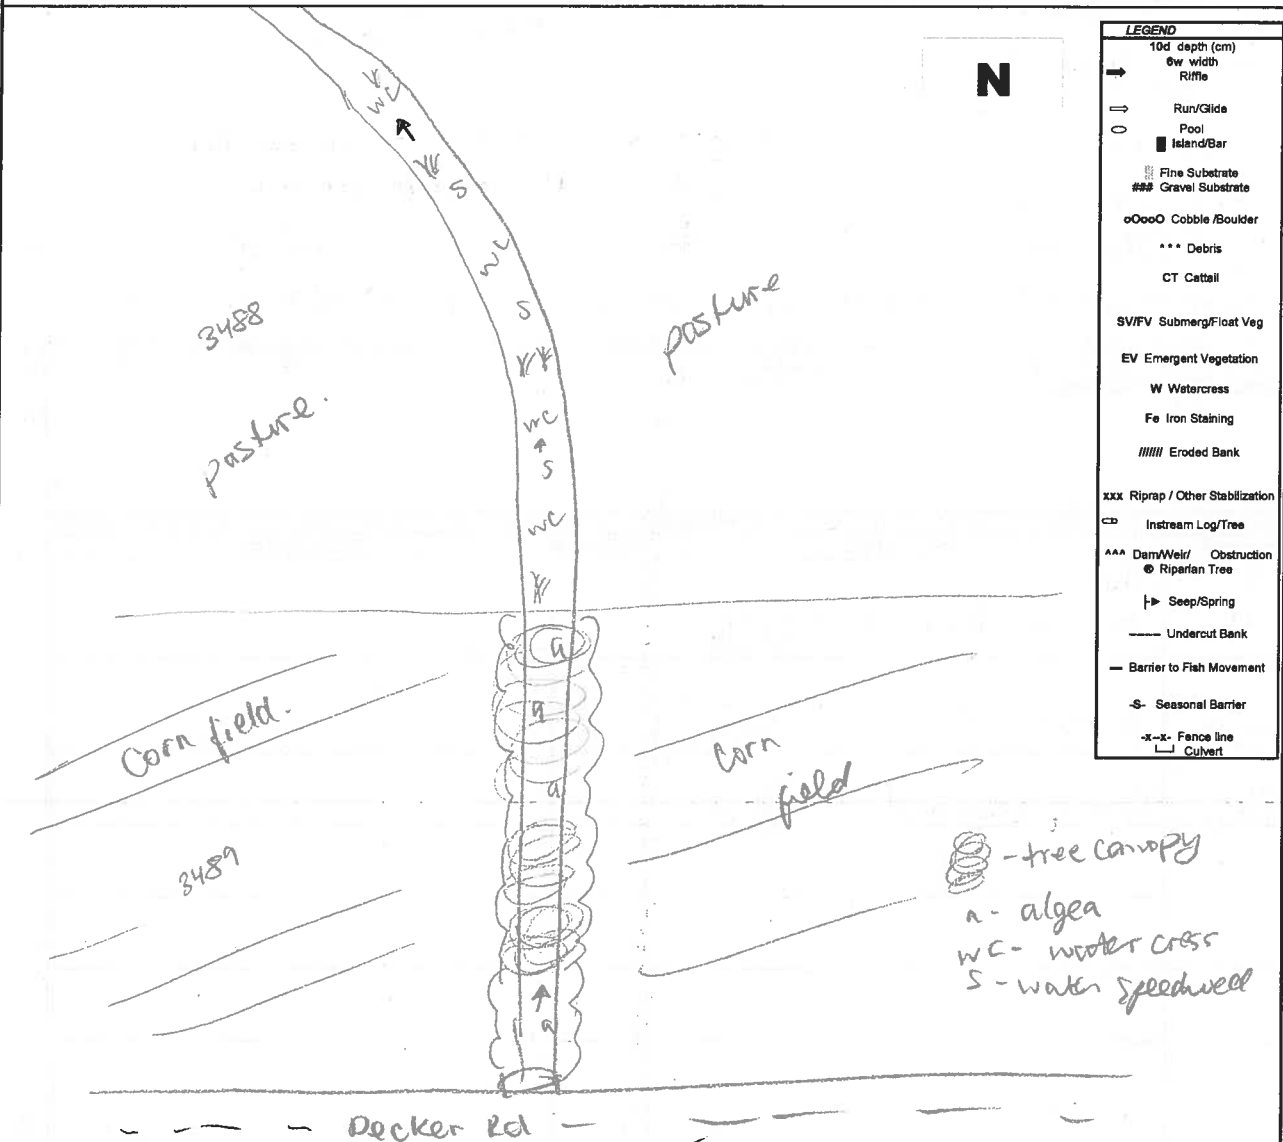 N
LEGEND
10d depth (cm)
6w width
Riffle
Run/Glide
Pool
Island/Bar
Fine Substrate
### Gravel Substrate
oOooO Cobble /Boulder
*** Debris
CT Cattail
SV/FV Submerg/Float Veg
EV Emergent Vegetation
W Watercress
Fe Iron Staining
/////// Eroded Bank
xxx Riprap / Other Stabilization
Instream Log/Tree
^^^ Dam/Weir/ Obstruction
Riparian Tree
Seep/Spring
---- Undercut Bank
Barrier to Fish Movement
-S- Seasonal Barrier
-x--x- Fence line
Culvert
wc
S
wc
S
3488
pasture
pasture.
wc
S
wc
a
a
a
Corn field.
Corn
field
3489
a
- tree canopy
a - algea
wc - water cress
S - water speedwell
Decker Rd